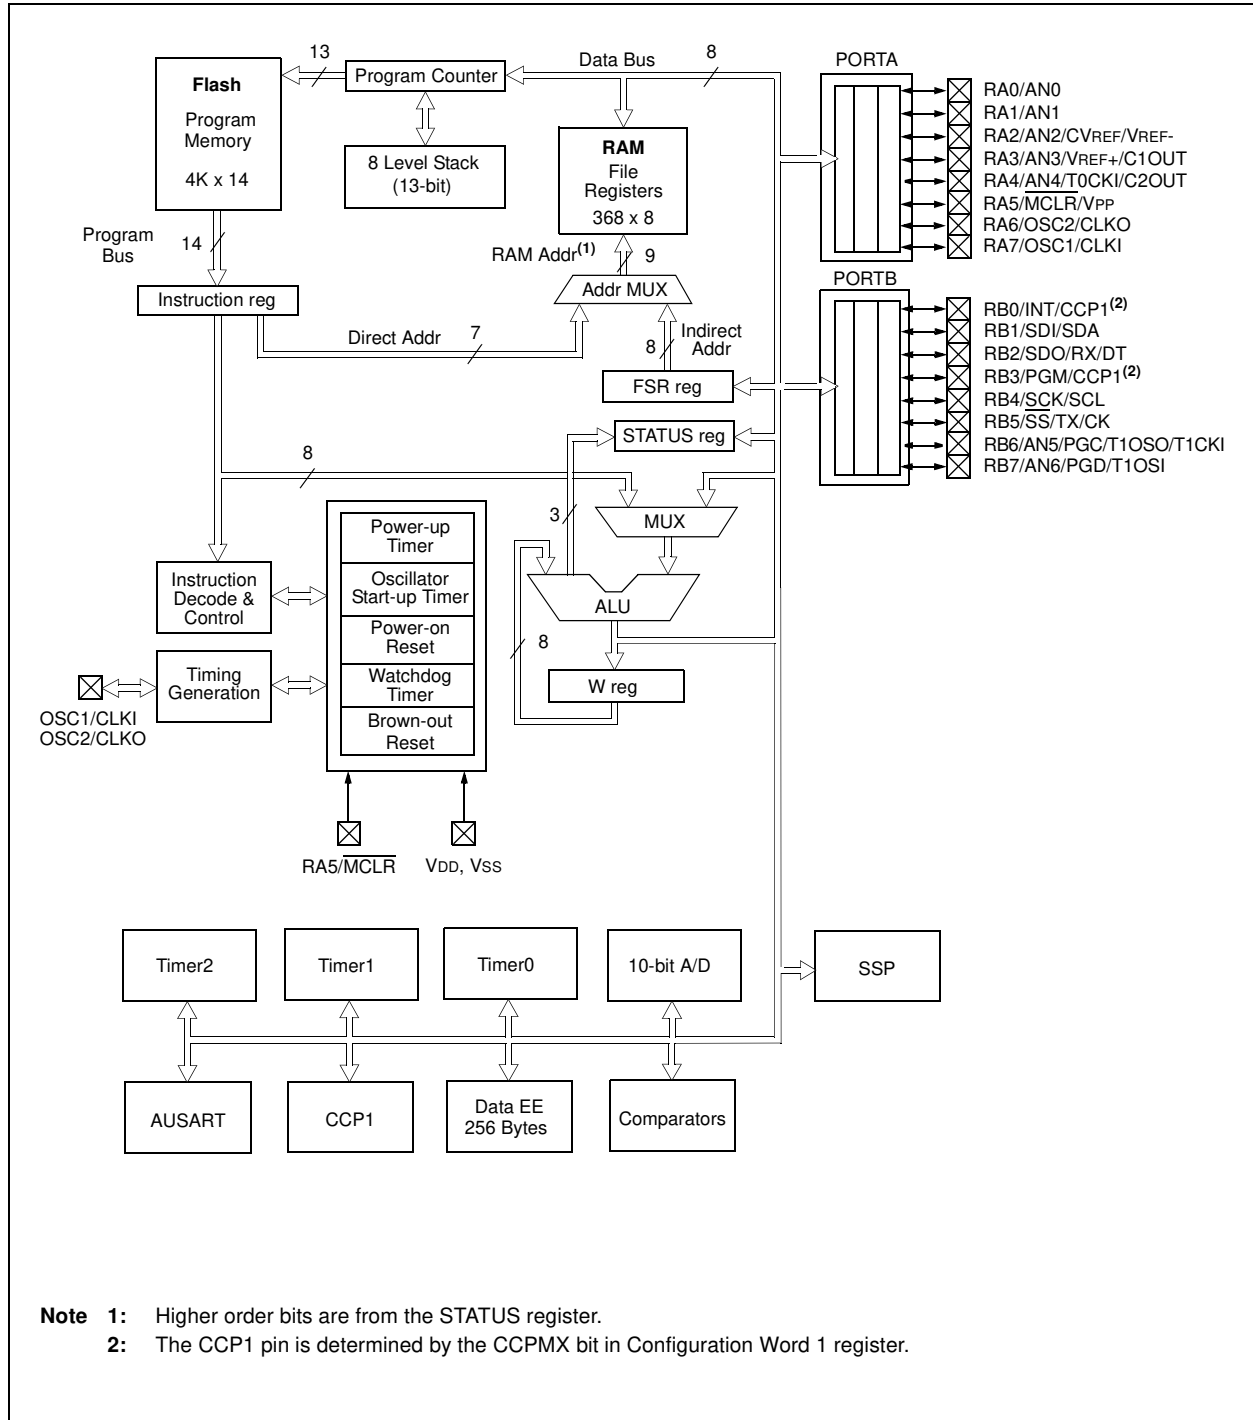 13
Data Bus
8
PORTA
Flash
Program
Memory
4K x 14
Program Counter
8 Level Stack
(13-bit)
RAM
File
Registers
368 x 8
RA0/AN0
RA1/AN1
RA2/AN2/CVREF/VREF-
RA3/AN3/VREF+/C1OUT
RA4/AN4/T0CKI/C2OUT
RA5/MCLR/VPP
RA6/OSC2/CLKO
RA7/OSC1/CLKI
Program
Bus
14
RAM Addr(1)
9
PORTB
Instruction reg
Addr MUX
Direct Addr
7
8
Indirect
Addr
FSR reg
RB0/INT/CCP1(2)
RB1/SDI/SDA
RB2/SDO/RX/DT
RB3/PGM/CCP1(2)
RB4/SCK/SCL
RB5/SS/TX/CK
RB6/AN5/PGC/T1OSO/T1CKI
RB7/AN6/PGD/T1OSI
STATUS reg
8
3
MUX
Power-up
Timer
Oscillator
Start-up Timer
Power-on
Reset
Watchdog
Timer
Brown-out
Reset
Instruction
Decode &
Control
ALU
8
Timing
Generation
W reg
OSC1/CLKI
OSC2/CLKO
RA5/MCLR
VDD, VSS
Timer2
Timer1
Timer0
10-bit A/D
SSP
AUSART
CCP1
Data EE
256 Bytes
Comparators
Note 1: Higher order bits are from the STATUS register.
2: The CCP1 pin is determined by the CCPMX bit in Configuration Word 1 register.